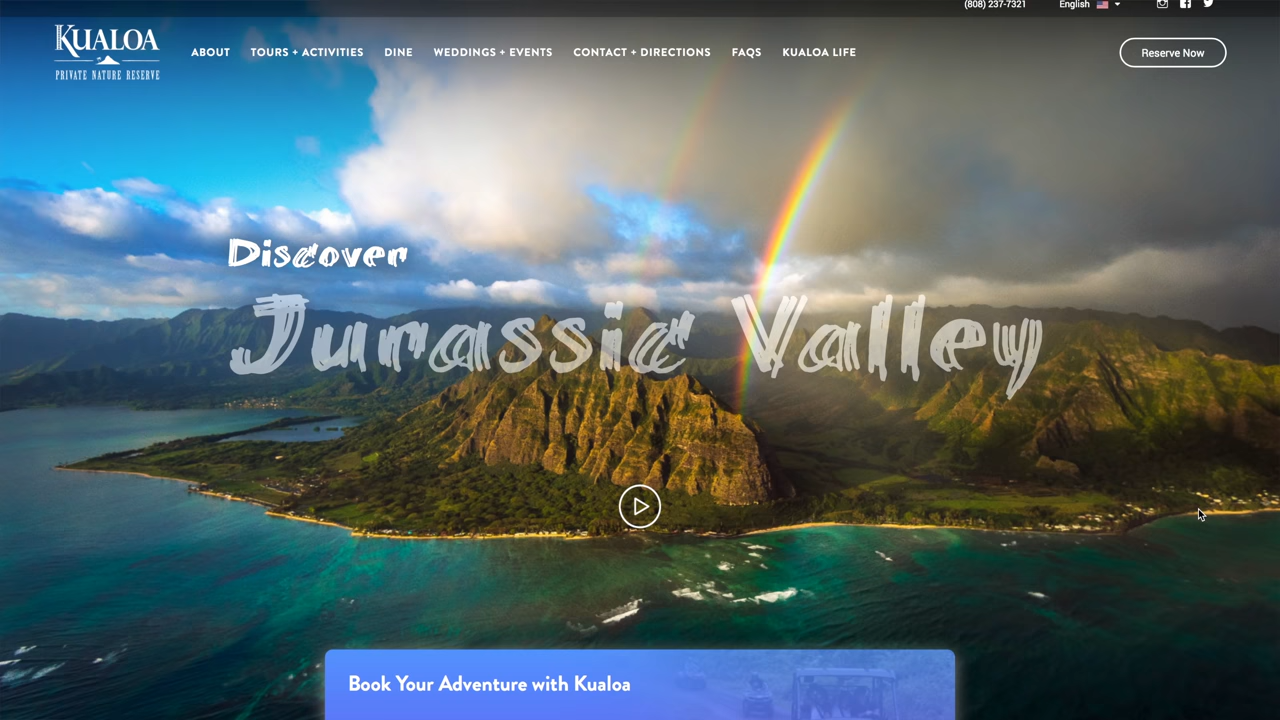 (808) 237-7321 English
KUALOA
PRIVATE NATURE RESERVE
ABOUT TOURS + ACTIVITIES DINE WEDDINGS + EVENTS CONTACT + DIRECTIONS FAQS KUALOA LIFE Reserve Now
Discover
Jurassic Valley
Book Your Adventure with Kualoa